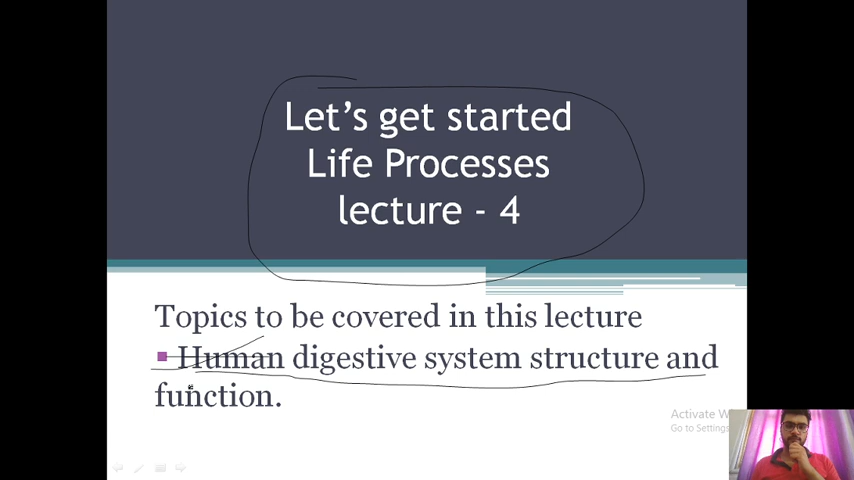 Let's get started
Life Processes
lecture - 4
Topics to be covered in this lecture
Human digestive system structure and
function.
Activate W
Go to Settings